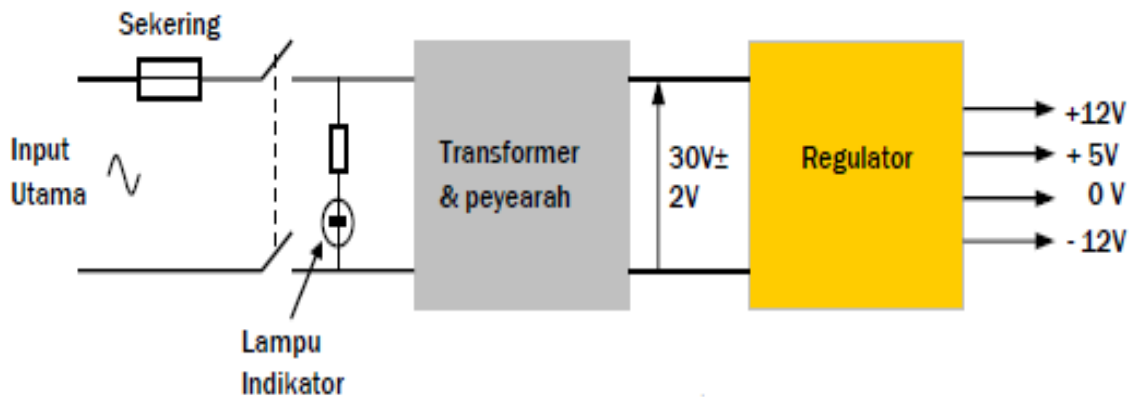 Sekering
Input
Utama
Transformer
& peyearah
30V±
2V
Regulator
+12V
+ 5V
0 V
- 12V
Lampu
Indikator